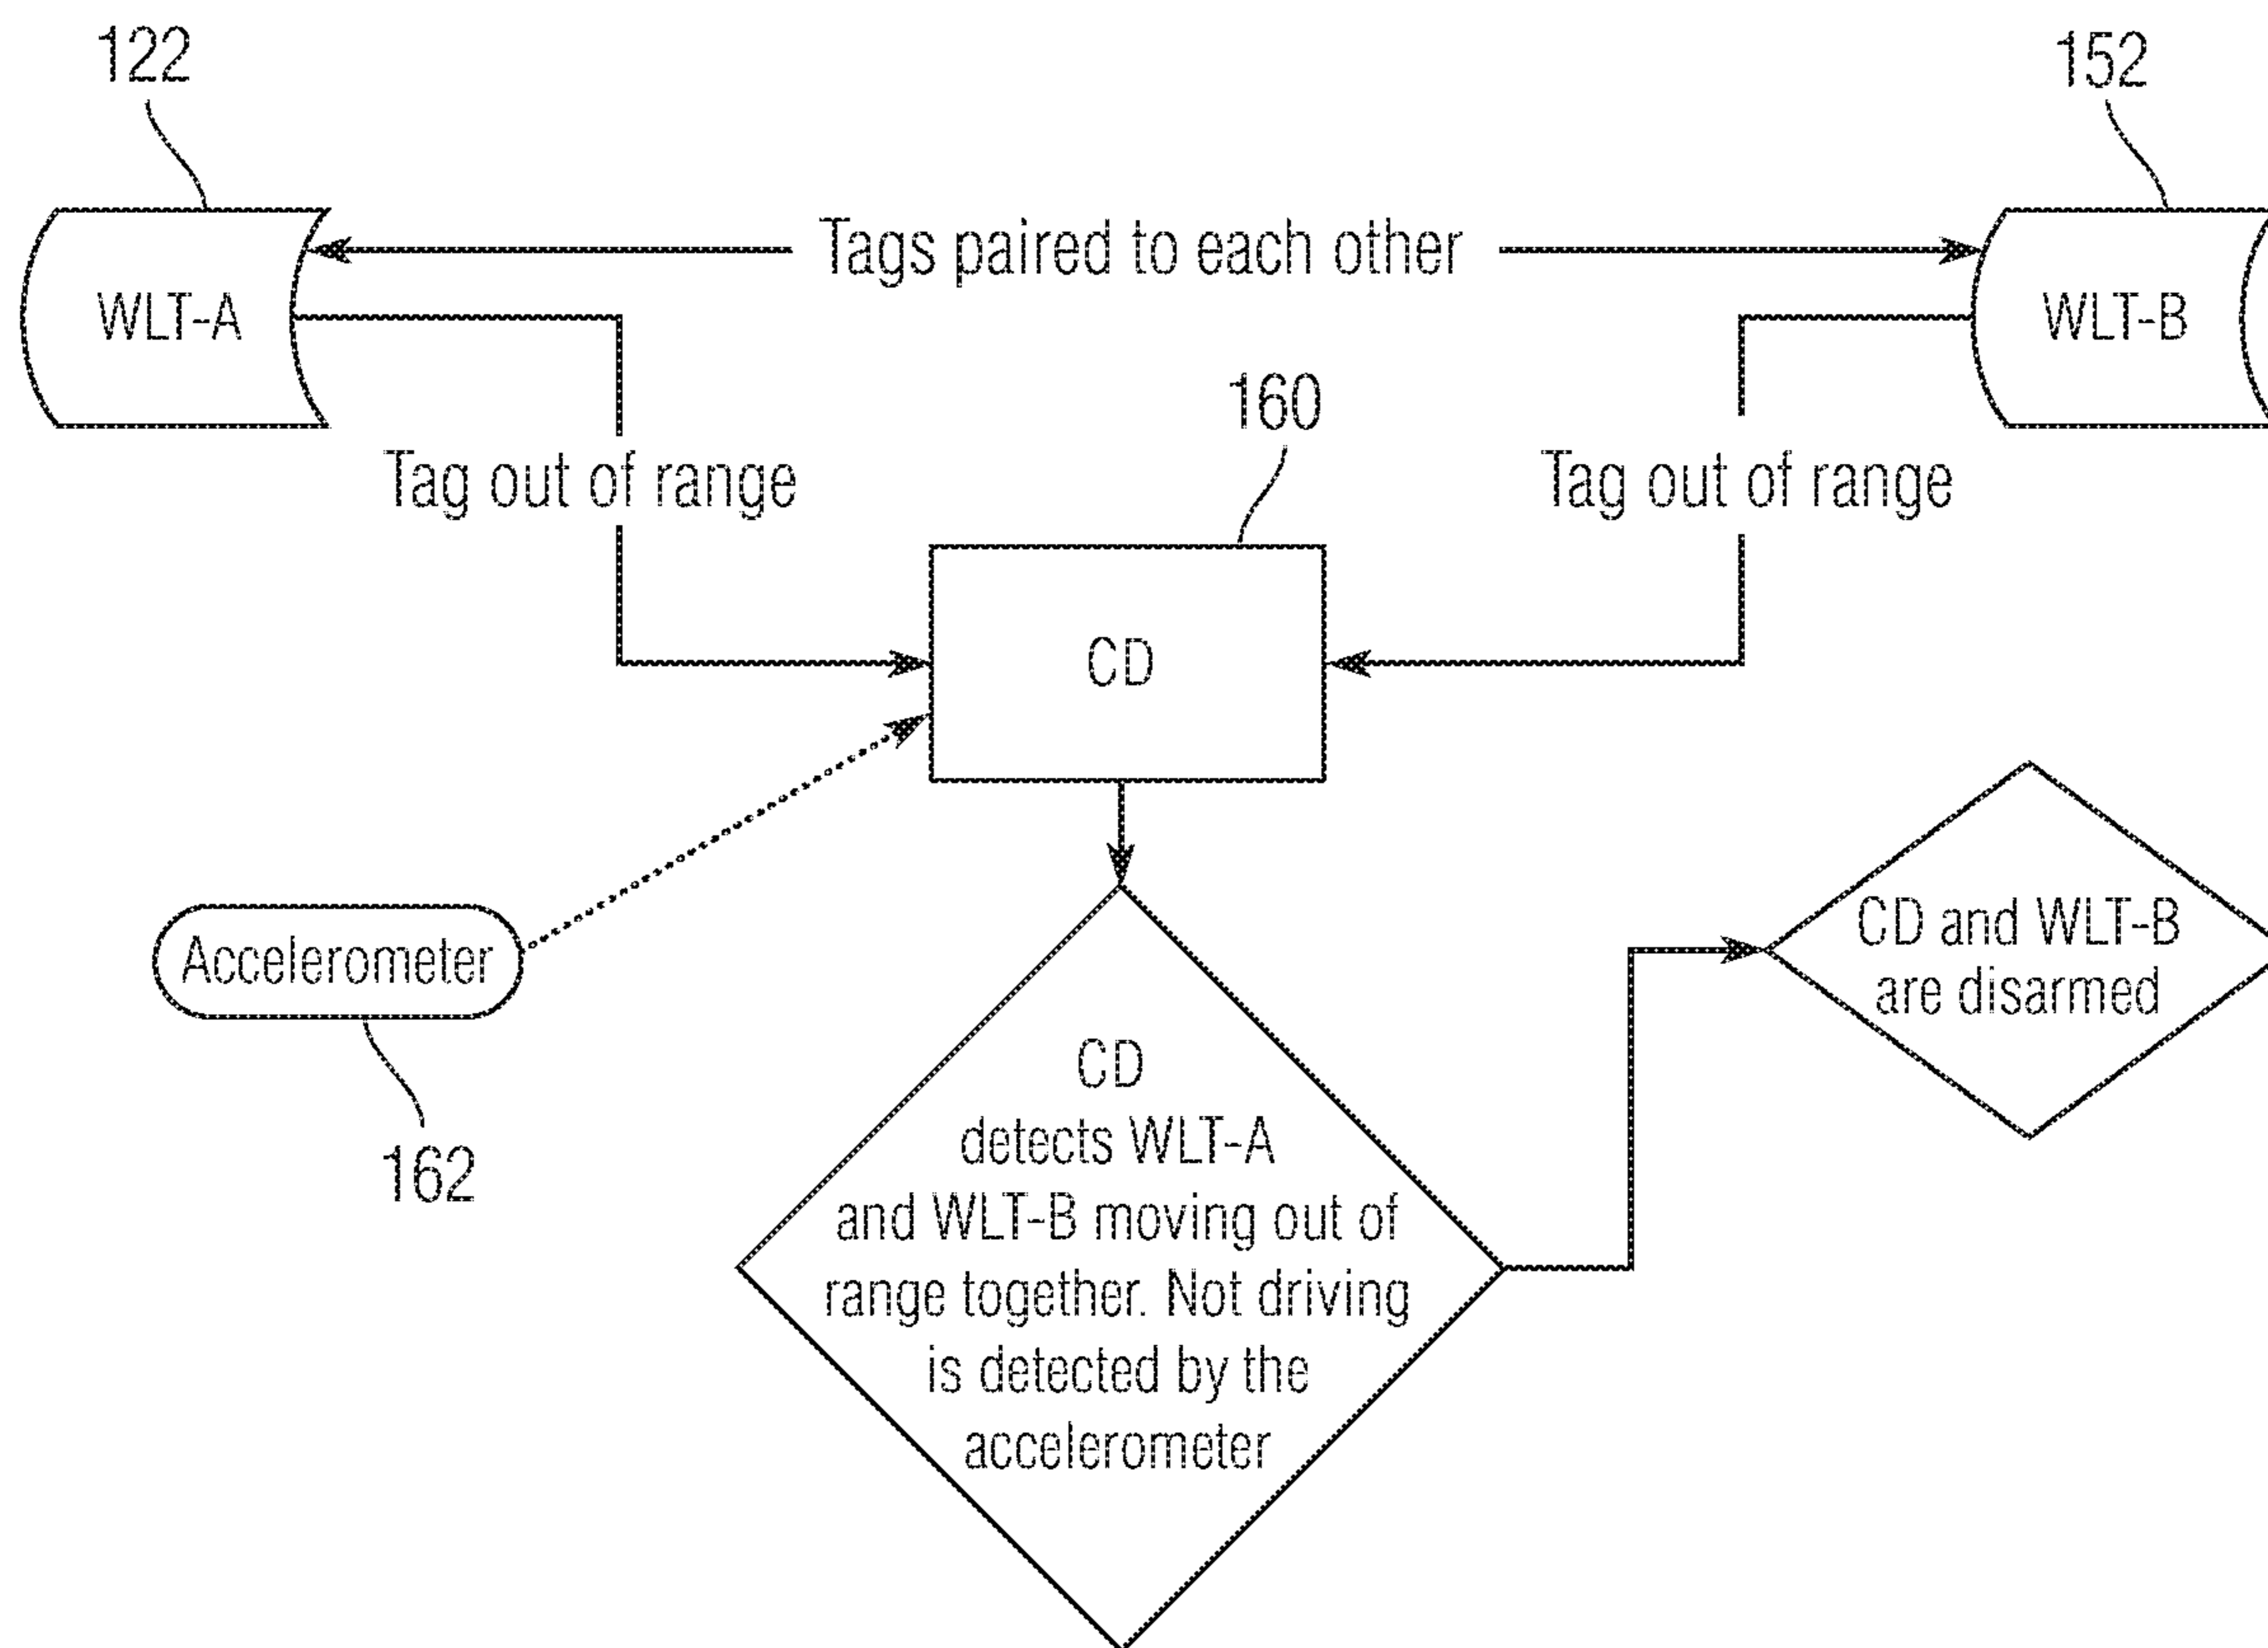 122
152
Tags paired to each other
WLT-A
WLT-B
160
Tag out of range
Tag out of range
CD
Accelerometer
162
CD and WLT-B
are disarmed
CD
detects WLT-A
and WLT-B moving out of
range together. Not driving
is detected by the
accelerometer